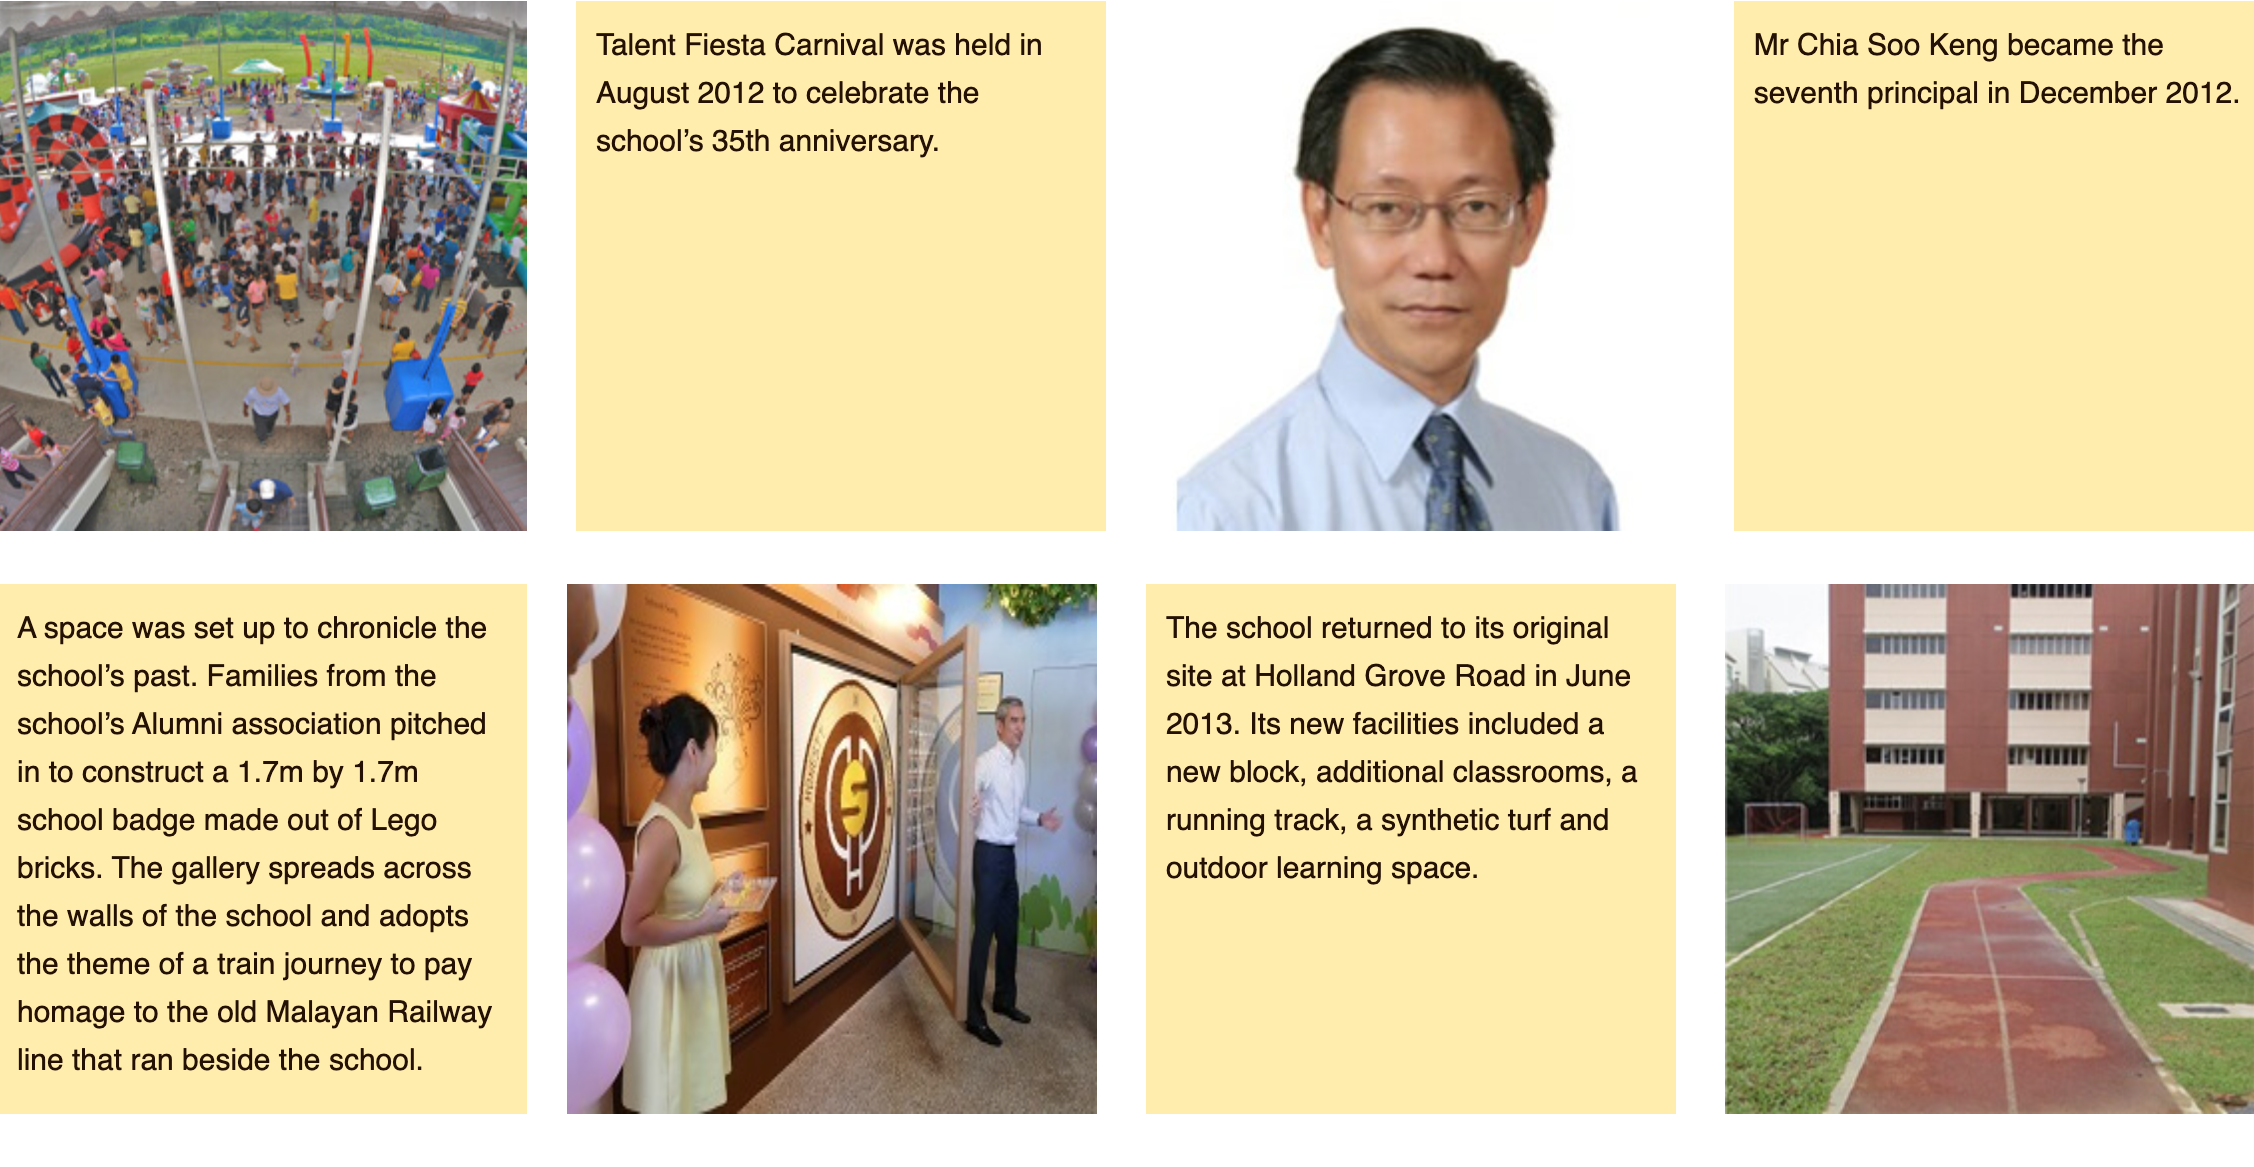 Talent Fiesta Carnival was held in
August 2012 to celebrate the
school’s 35th anniversary.
Mr Chia Soo Keng became the
seventh principal in December 2012.
A space was set up to chronicle the
school’s past. Families from the
school’s Alumni association pitched
in to construct a 1.7m by 1.7m
school badge made out of Lego
bricks. The gallery spreads across
the walls of the school and adopts
the theme of a train journey to pay
homage to the old Malayan Railway
line that ran beside the school.
The school returned to its original
site at Holland Grove Road in June
2013. Its new facilities included a
new block, additional classrooms, a
running track, a synthetic turf and
outdoor learning space.